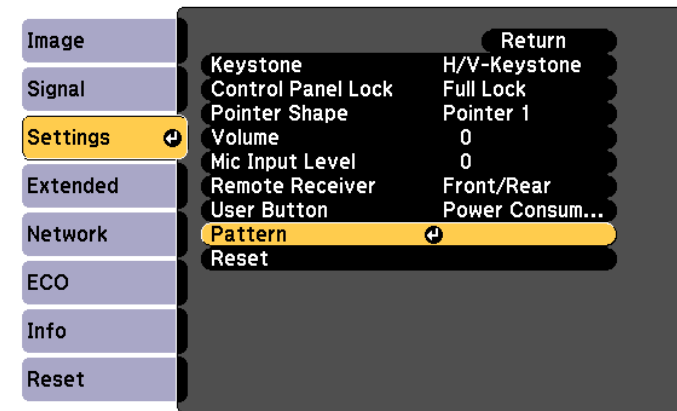 Image
Signal
Settings
Extended
Network
ECO
Info
Reset
Return
Keystone H/V-Keystone
Control Panel Lock Full Lock
Pointer Shape Pointer 1
Volume 0
Mic Input Level 0
Remote Receiver Front/Rear
User Button Power Consum...
Pattern
Reset